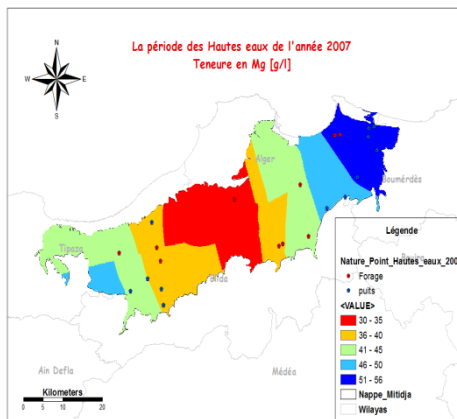 La période des Hautes eaux de l'année 2007
Teneure en Mg [g/l]
N
W
E
S
Alger
Boumérdés
Tipaza
Blida
Ain Defla
Médéa
Légende
Nature_Point_Hautes_eaux_200
Forage
puits
<VALUE>
30 - 35
36 - 40
41 - 45
46 - 50
51 - 56
Nappe_Mitidja
Wilayas
Kilometers
0 5 10 20